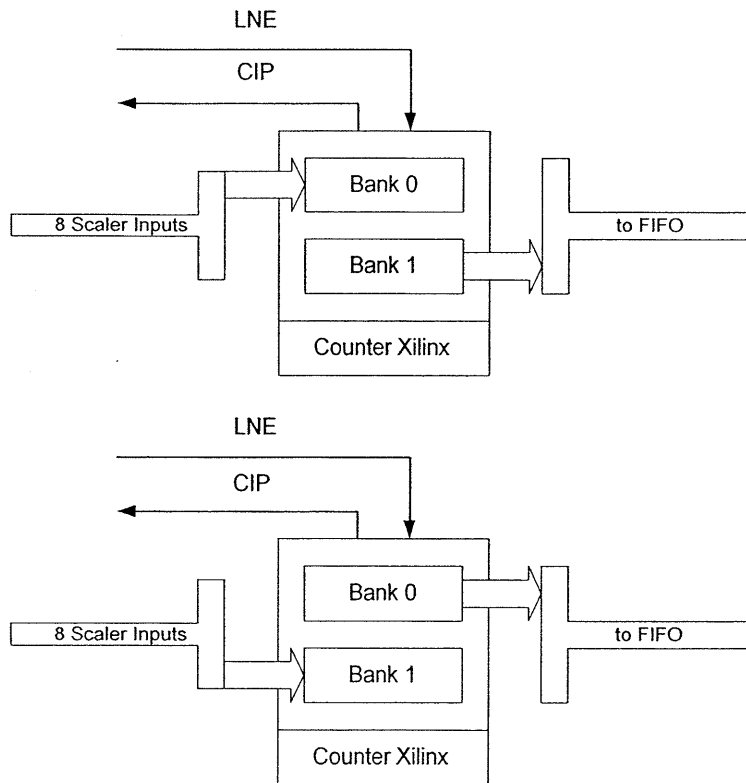 LNE
CIP
Bank 0
8 Scaler Inputs
to FIFO
Bank 1
Counter Xilinx
LNE
CIP
Bank 0
8 Scaler Inputs
to FIFO
Bank 1
Counter Xilinx